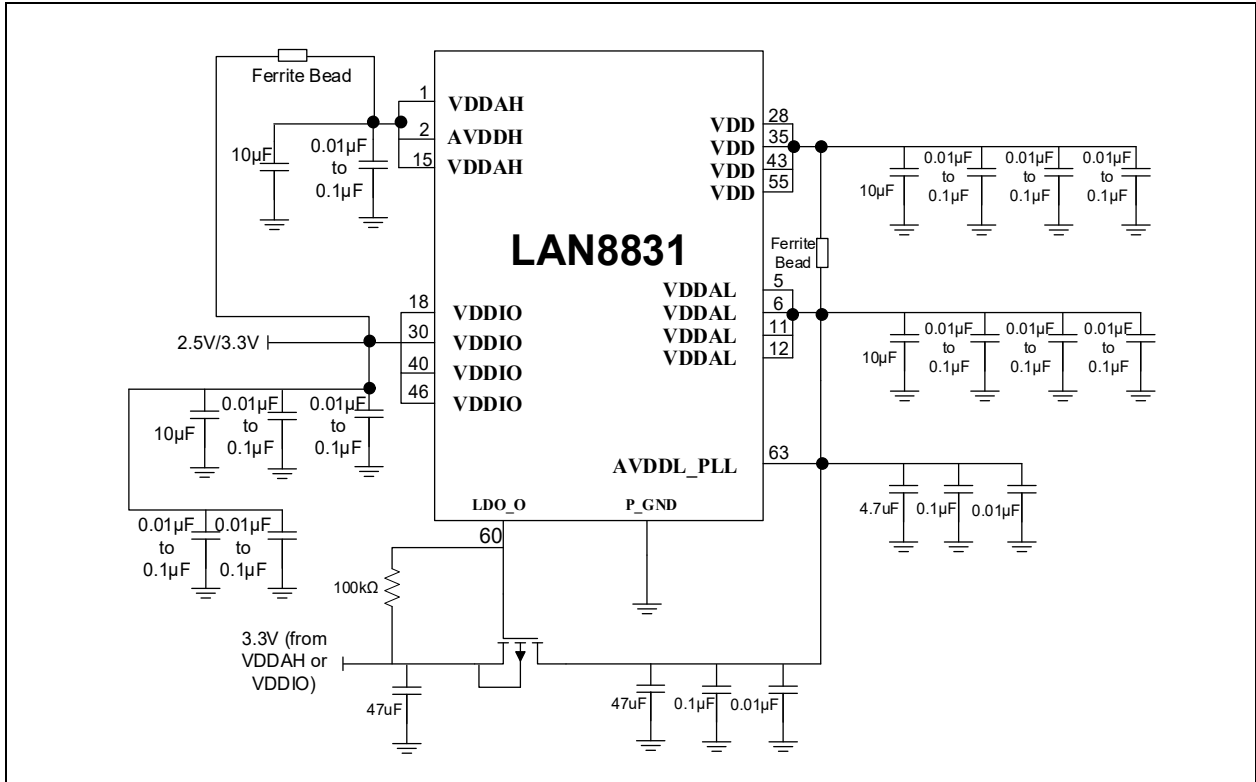 Ferrite Bead
1
VDDAH
2
AVDDH
15
VDDAH
10µF
0.01µF
to
0.1µF
28
VDD
35
VDD
43
VDD
55
VDD
10µF
0.01µF
to
0.1µF
0.01µF
to
0.1µF
0.01µF
to
0.1µF
LAN8831
Ferrite
Bead
5
VDDAL
6
VDDAL
11
VDDAL
12
VDDAL
10µF
0.01µF
to
0.1µF
0.01µF
to
0.1µF
0.01µF
to
0.1µF
18
VDDIO
30
VDDIO
40
VDDIO
46
VDDIO
2.5V/3.3V
10µF
0.01µF
to
0.1µF
0.01µF
to
0.1µF
0.01µF
to
0.1µF
0.01µF
to
0.1µF
63
AVDDL_PLL
4.7uF
0.1µF
0.01µF
LDO_O
P_GND
60
100kΩ
3.3V (from
VDDAH or
VDDIO)
47uF
47uF
0.1µF
0.01µF